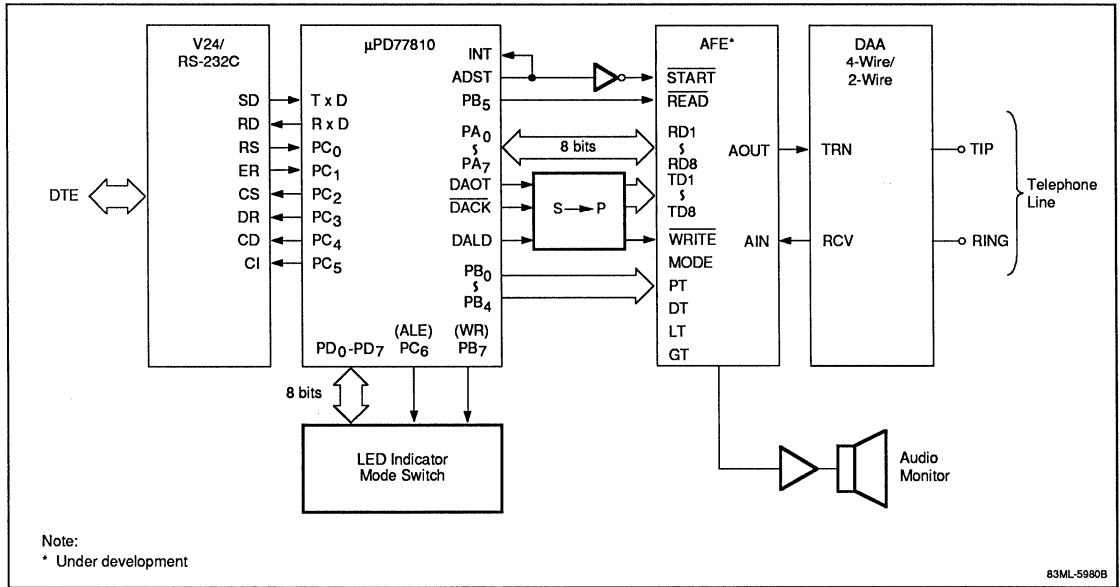 V24/
RS-232C
SD
RD
RS
ER
CS
DR
CD
CI
DTE
μPD77810
T x D
R x D
PC0
PC1
PC2
PC3
PC4
PC5
INT
ADST
PB5
PA0
PA7
DAOT
DACK
DALD
PB0
PB4
(ALE)
PC6
(WR)
PB7
PD0-PD7
8 bits
LED Indicator
Mode Switch
8 bits
S → P
AFE*
START
READ
RD1
RD8
TD1
TD8
WRITE
MODE
PT
DT
LT
GT
AOUT
AIN
DAA
4-Wire/
2-Wire
TRN
RCV
TIP
RING
Telephone
Line
Audio
Monitor
Note:
* Under development
83ML-5980B